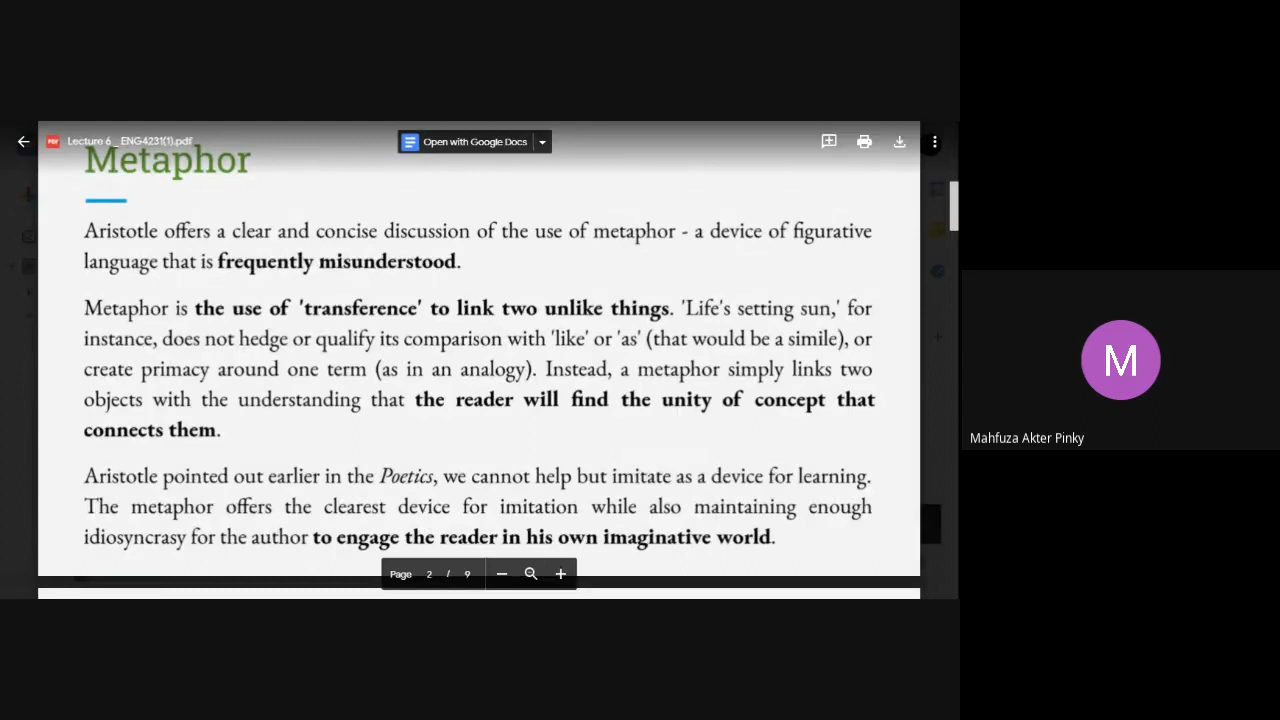 Lecture 6 _ ENG4231(1).pdf
Open with Google Docs
Metaphor
Aristotle offers a clear and concise discussion of the use of metaphor - a device of figurative
language that is frequently misunderstood.
Metaphor is the use of 'transference' to link two unlike things. 'Life's setting sun,' for
instance, does not hedge or qualify its comparison with 'like' or 'as' (that would be a simile), or
create primacy around one term (as in an analogy). Instead, a metaphor simply links two
objects with the understanding that the reader will find the unity of concept that
connects them.
Aristotle pointed out earlier in the Poetics, we cannot help but imitate as a device for learning.
The metaphor offers the clearest device for imitation while also maintaining enough
idiosyncrasy for the author to engage the reader in his own imaginative world.
Page 2 / 9
M
Mahfuza Akter Pinky